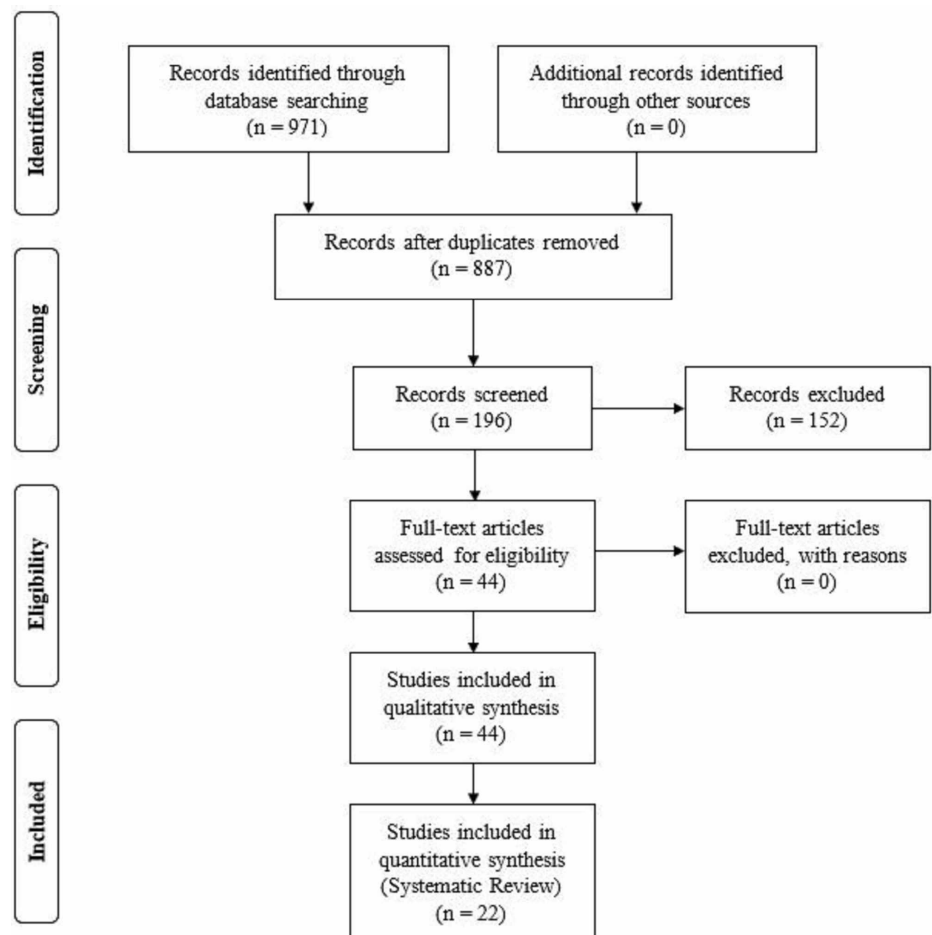 Identification
Records identified through
database searching
(n = 971)
Additional records identified
through other sources
(n = 0)
Records after duplicates removed
(n = 887)
Screening
Records screened
(n = 196)
Records excluded
(n = 152)
Eligibility
Full-text articles
assessed for eligibility
(n = 44)
Full-text articles
excluded, with reasons
(n = 0)
Studies included in
qualitative synthesis
(n = 44)
Included
Studies included in
quantitative synthesis
(Systematic Review)
(n = 22)